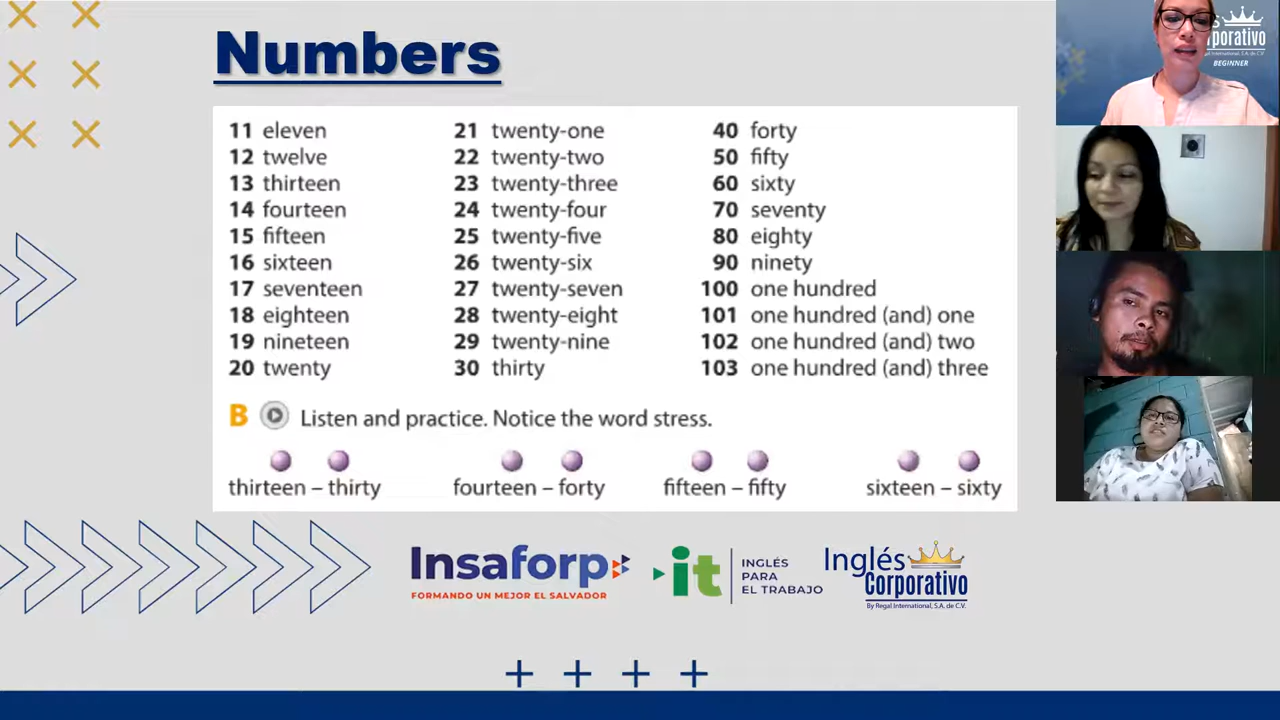 Numbers
11 eleven
12 twelve
13 thirteen
14 fourteen
15 fifteen
16 sixteen
17 seventeen
18 eighteen
19 nineteen
20 twenty
21 twenty-one
22 twenty-two
23 twenty-three
24 twenty-four
25 twenty-five
26 twenty-six
27 twenty-seven
28 twenty-eight
29 twenty-nine
30 thirty
40 forty
50 fifty
60 sixty
70 seventy
80 eighty
90 ninety
100 one hundred
101 one hundred (and) one
102 one hundred (and) two
103 one hundred (and) three
B Listen and practice. Notice the word stress.
thirteen – thirty
fourteen – forty
fifteen – fifty
sixteen – sixty
Insaforp
FORMANDO UN MEJOR EL SALVADOR
it
INGLÉS
PARA
EL TRABAJO
Inglés
Corporativo
By Regal International, S.A. de C.V.
BEGINNER